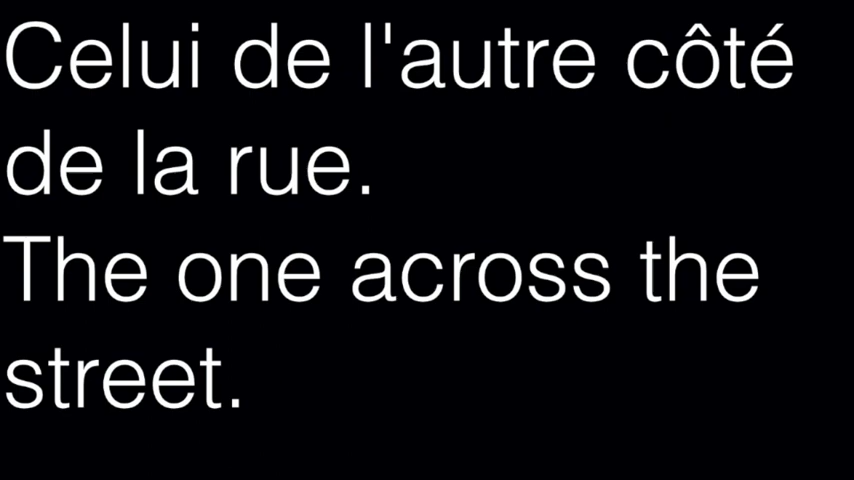 Celui de l'autre côté
de la rue.
The one across the
street.